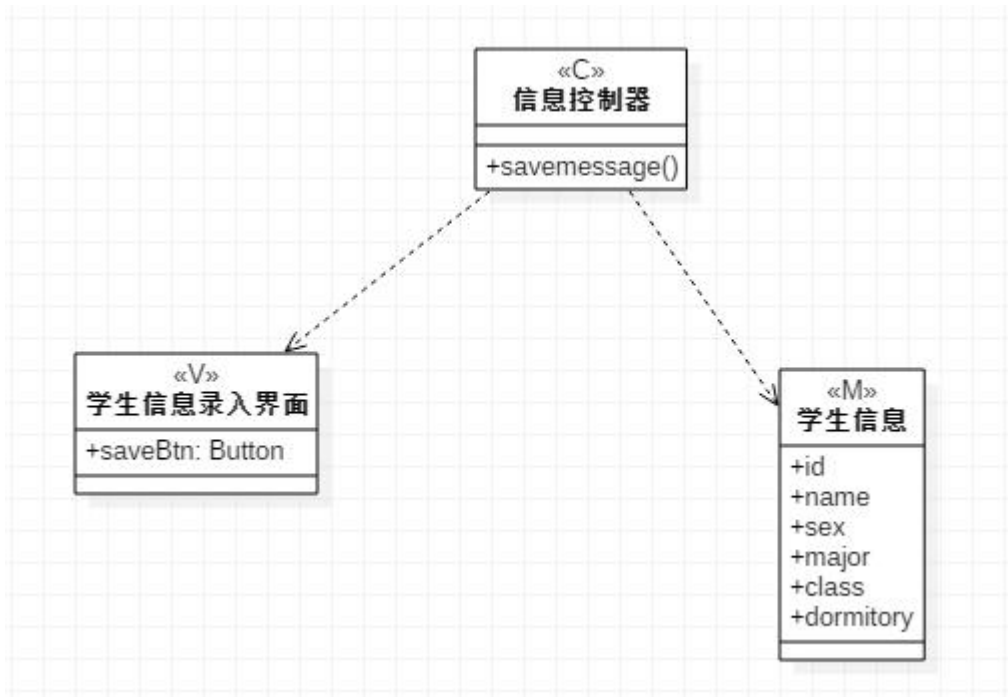 «C»
信息控制器
+savemessage()
«V»
学生信息录入界面
+saveBtn: Button
«M»
学生信息
+id
+name
+sex
+major
+class
+dormitory